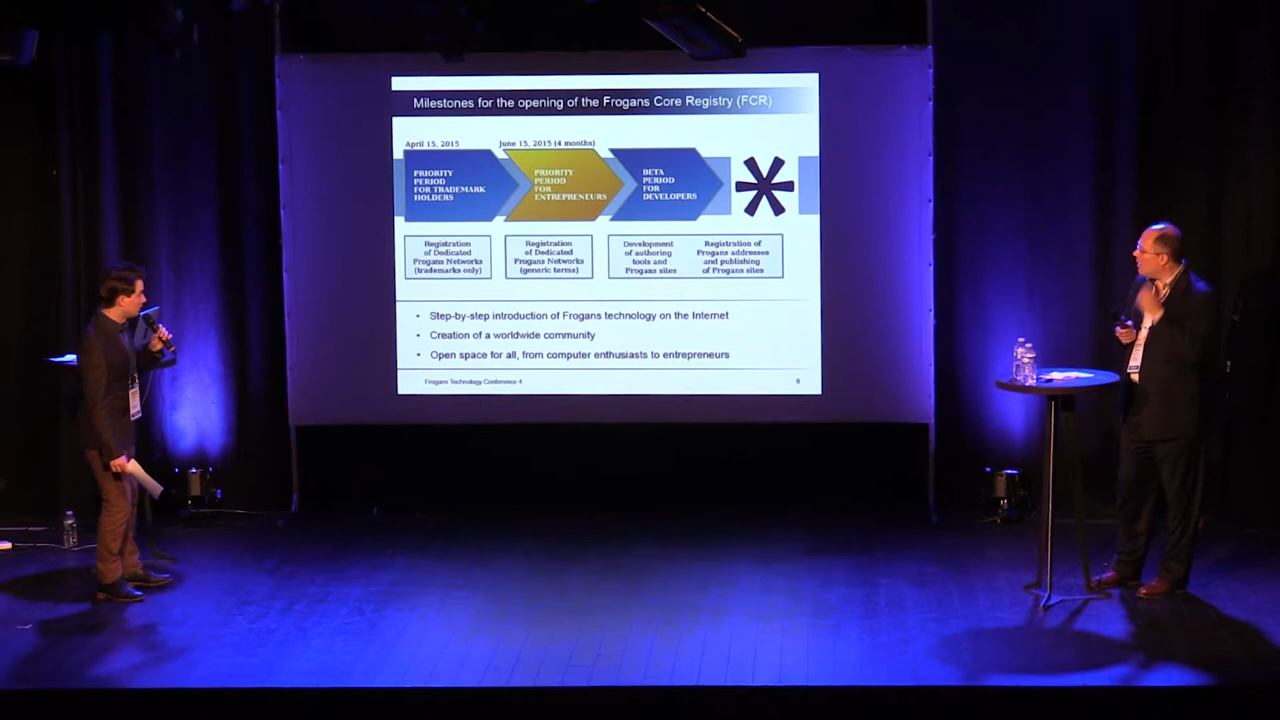 Milestones for the opening of the Frogans Core Registry (FCR)
April 15, 2015
June 15, 2015 (4 months)
PRIORITY
PERIOD
FOR TRADEMARK
HOLDERS
PRIORITY
PERIOD
FOR
ENTREPRENEURS
BETA
PERIOD
FOR
DEVELOPERS
*
Registration
of Dedicated
Frogans Networks
(trademarks only)
Registration
of Dedicated
Frogans Networks
(generic terms)
Development
of authoring
tools and
Frogans sites
Registration of
Frogans addresses
and publishing
of Frogans sites
• Step-by-step introduction of Frogans technology on the Internet
• Creation of a worldwide community
• Open space for all, from computer enthusiasts to entrepreneurs
Frogans Technology Conference 4
6